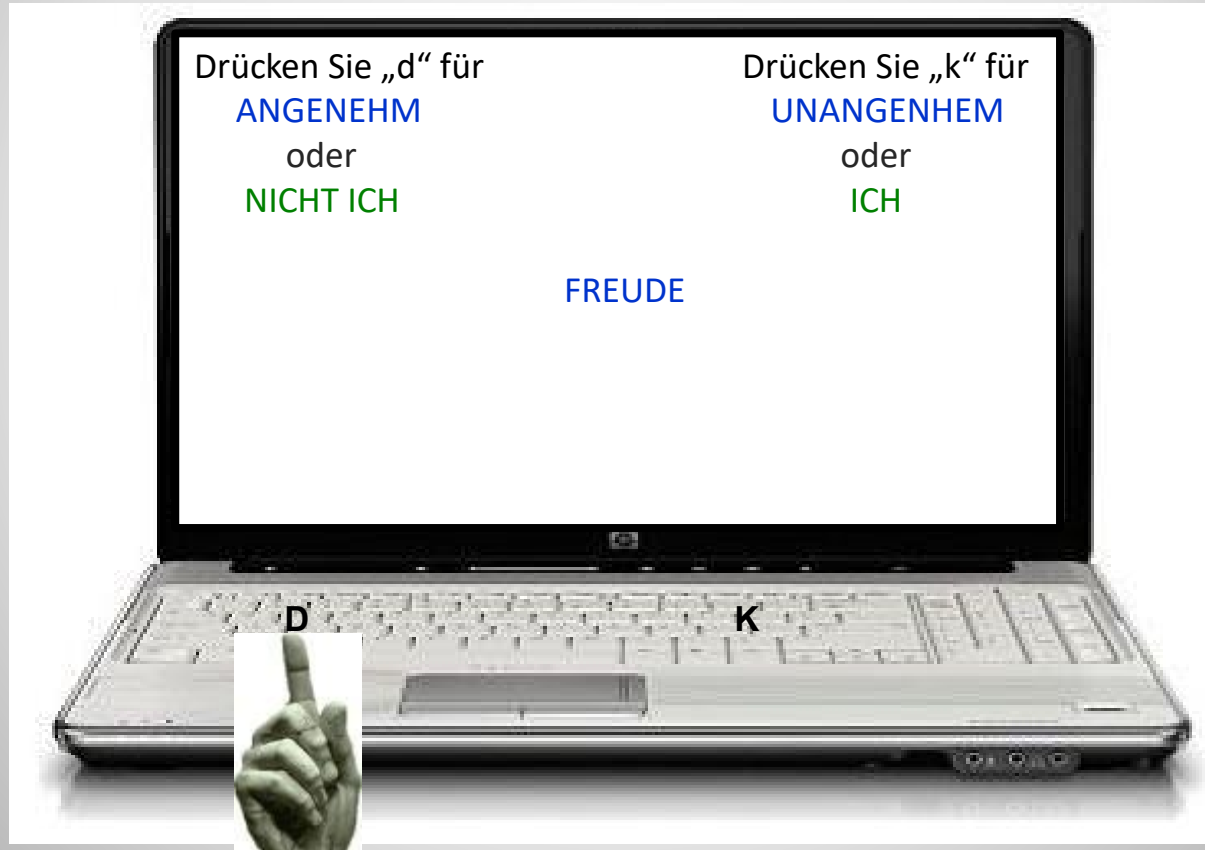 Drücken Sie „d“ für
ANGENEHM
oder
NICHT ICH
Drücken Sie „k“ für
UNANGENHEM
oder
ICH
FREUDE
D
K